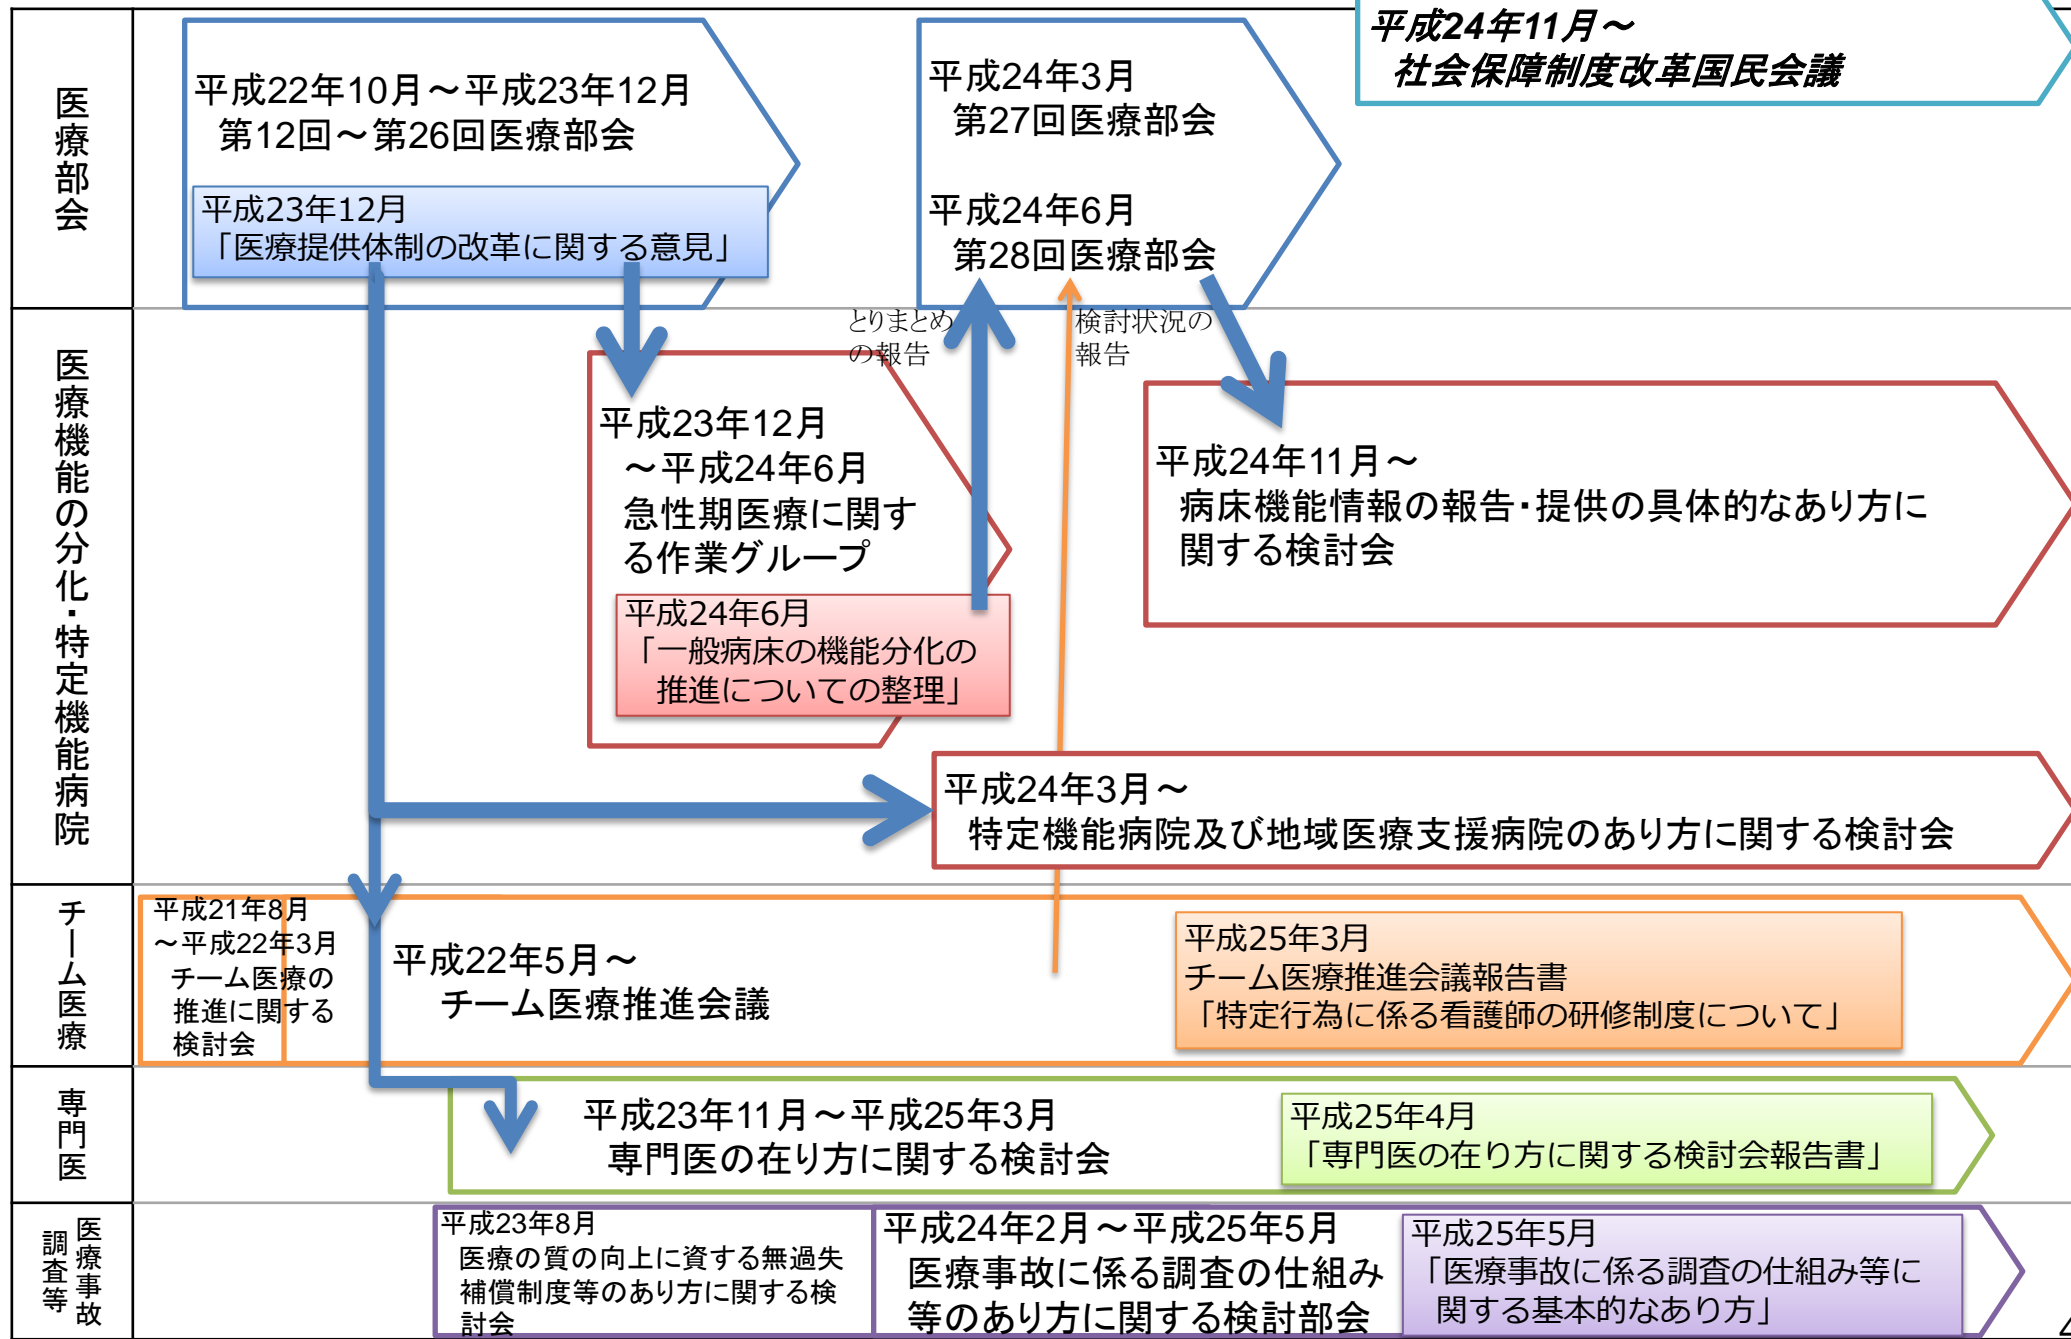 平成24年11月～
社会保障制度改革国民会議
医療部会
平成22年10月～平成23年12月
第12回～第26回医療部会
平成23年12月
「医療提供体制の改革に関する意見」
平成24年3月
第27回医療部会
平成24年6月
第28回医療部会
医療機能の分化・特定機能病院
とりまとめ
の報告
検討状況の
報告
平成23年12月
～平成24年6月
急性期医療に関す
る作業グループ
平成24年6月
「一般病床の機能分化の
推進についての整理」
平成24年11月～
病床機能情報の報告・提供の具体的なあり方に
関する検討会
平成24年3月～
特定機能病院及び地域医療支援病院のあり方に関する検討会
チーム医療
平成21年8月
～平成22年3月
チーム医療の
推進に関する
検討会
平成22年5月～
チーム医療推進会議
平成25年3月
チーム医療推進会議報告書
「特定行為に係る看護師の研修制度について」
専門医
平成23年11月～平成25年3月
専門医の在り方に関する検討会
平成25年4月
「専門医の在り方に関する検討会報告書」
医療事故
調査等
平成23年8月
医療の質の向上に資する無過失
補償制度等のあり方に関する検
討会
平成24年2月～平成25年5月
医療事故に係る調査の仕組み
等のあり方に関する検討部会
平成25年5月
「医療事故に係る調査の仕組み等に
関する基本的なあり方」